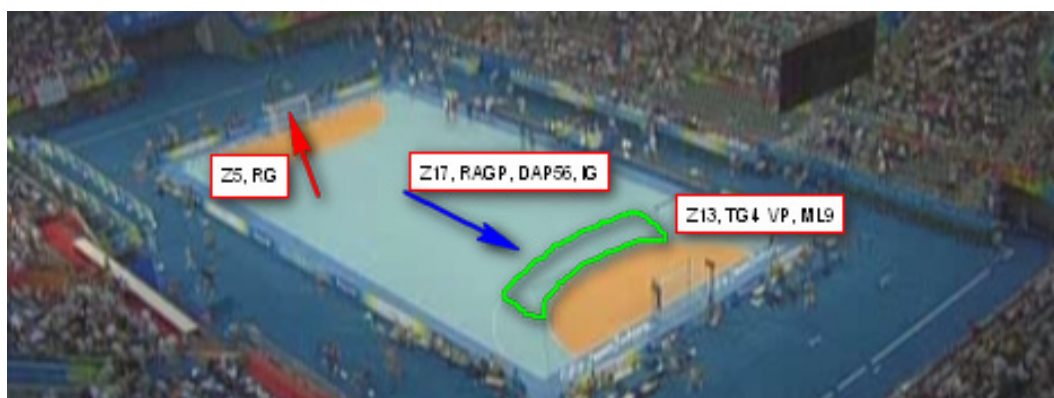 Z5, RG
Z17, RAGP, DAP56, IG
Z13, TG4 VP, ML9